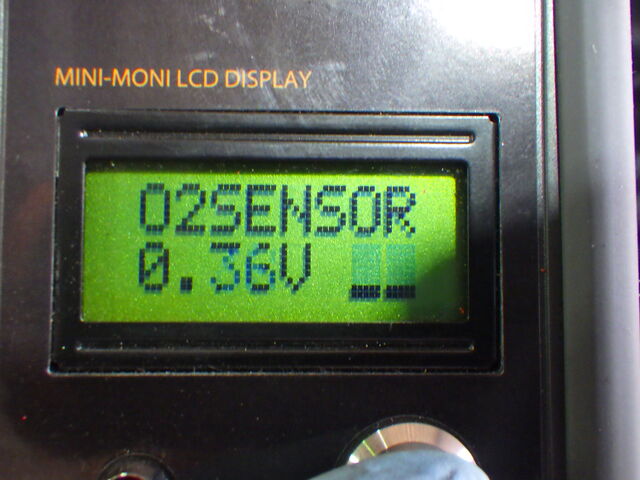 MINI-MONI LCD DISPLAY
O2SENSOR
0.36V